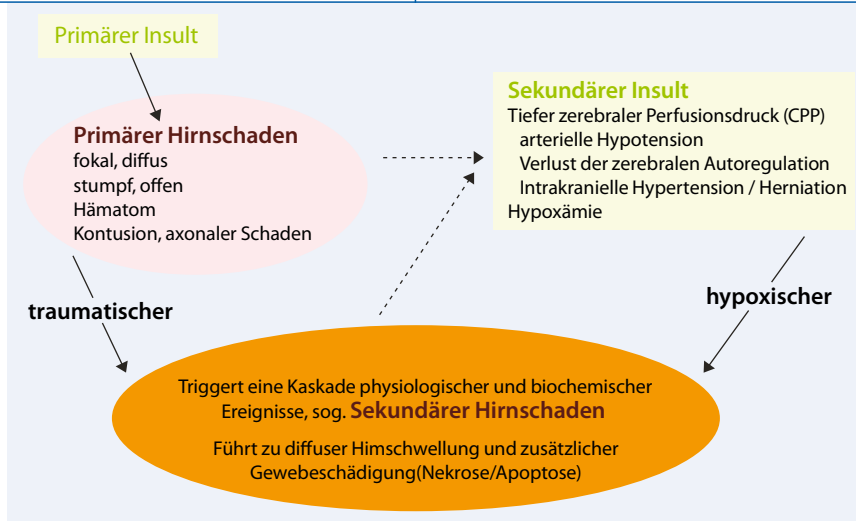 Primärer Insult
Primärer Hirnschaden
fokal, diffus
stumpf, offen
Hämatom
Kontusion, axonaler Schaden
Sekundärer Insult
Tiefer zerebraler Perfusionsdruck (CPP)
arterielle Hypotension
Verlust der zerebralen Autoregulation
Intrakranielle Hypertension / Herniation
Hypoxämie
traumatischer
hypoxischer
Triggert eine Kaskade physiologischer und biochemischer
Ereignisse, sog. Sekundärer Hirnschaden
Führt zu diffuser Himschwellung und zusätzlicher
Gewebeschädigung(Nekrose/Apoptose)